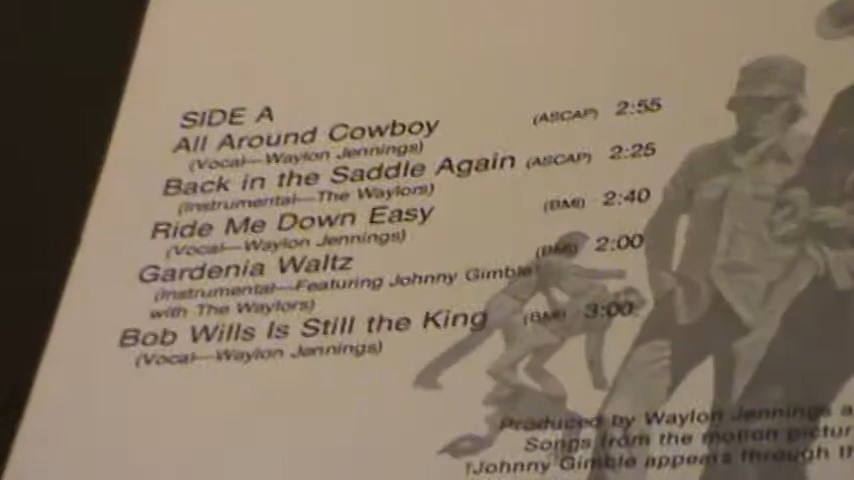 SIDE A
All Around Cowboy (ASCAP) 2:55
(Vocal—Waylon Jennings)
Back in the Saddle Again (ASCAP) 2:25
(Instrumental—The Waylors)
Ride Me Down Easy (BMI) 2:40
(Vocal—Waylon Jennings)
Gardenia Waltz (BMI) 2:00
(Instrumental—Featuring Johnny Gimble†
with The Waylors)
Bob Wills Is Still the King (BMI) 3:00
(Vocal—Waylon Jennings)
Produced by Waylon Jennings
Songs from the motion
†Johnny Gimble appears through